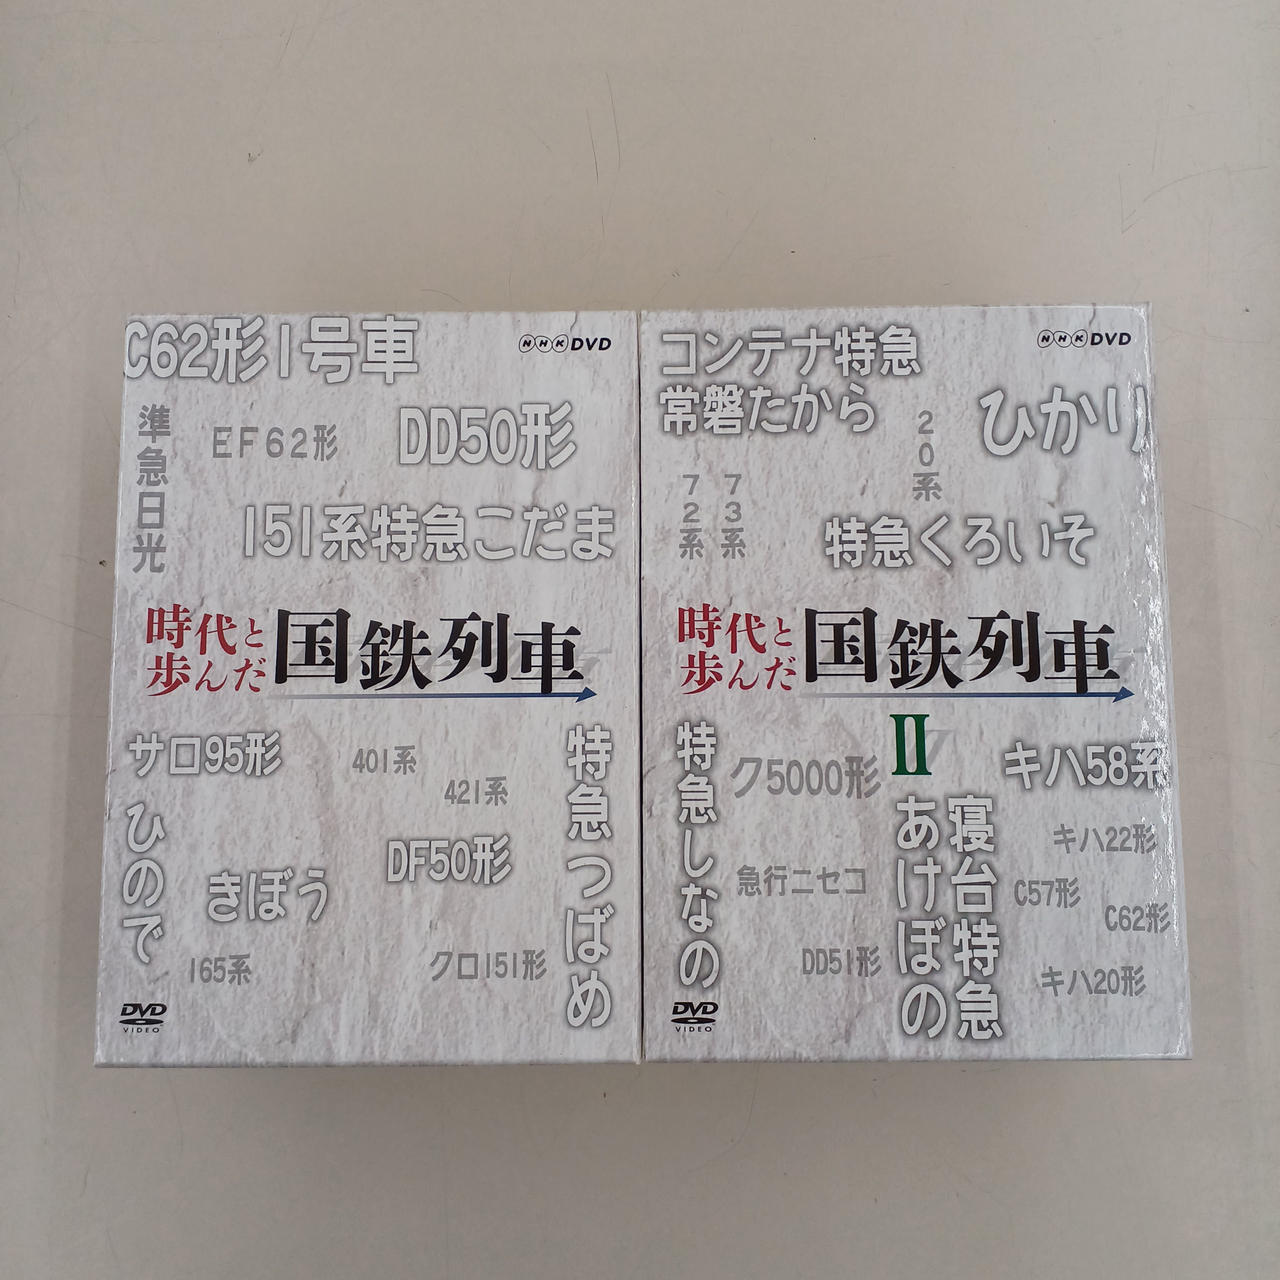 C62形1号車
NHK DVD
準急日光
EF62形
DD50形
151系特急こだま
時代と
歩んだ
国鉄列車
サロ95形
401系
421系
特急つばめ
ひので
きぼう
DF50形
165系
クロ151形
DVD
VIDEO
コンテナ特急
常磐たから
NHK DVD
20系
ひかり
72系
73系
特急くろいそ
時代と
歩んだ
国鉄列車
II
特急しなの
ク5000形
キハ58系
寝台特急
あけぼの
キハ22形
急行ニセコ
C57形
C62形
DD51形
キハ20形
DVD
VIDEO